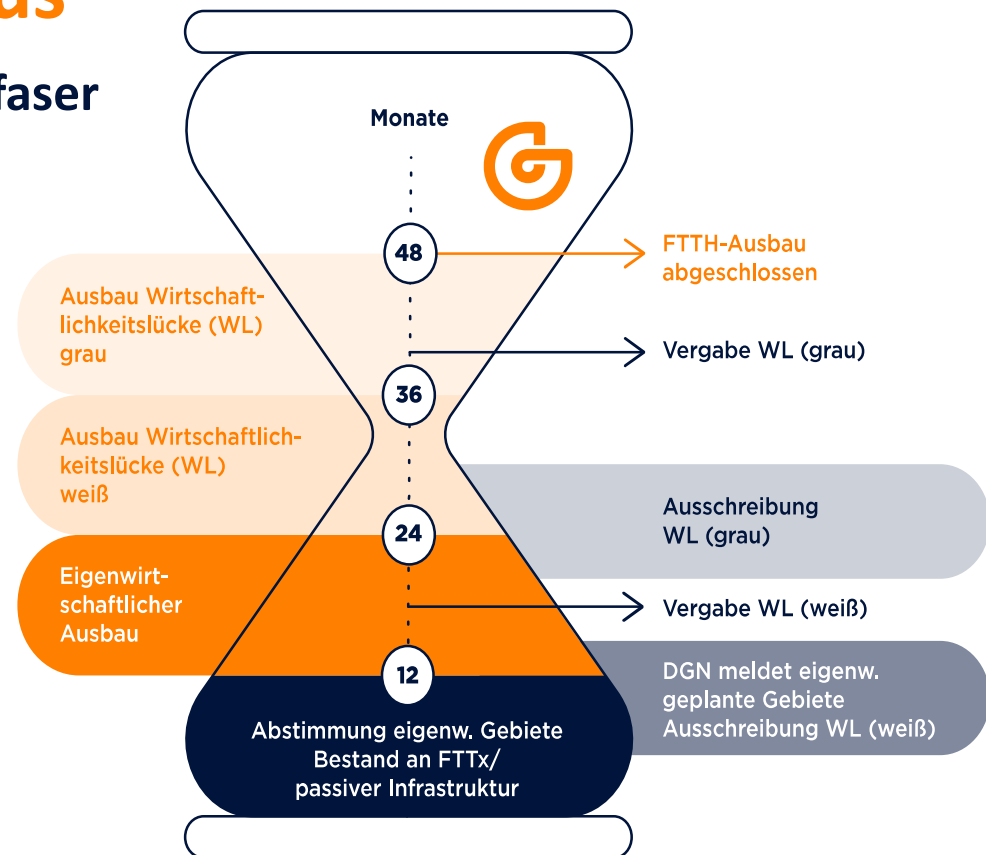 faser
Monate
48
FTTH-Ausbau
abgeschlossen
Ausbau Wirtschaft-
lichkeitslücke (WL)
grau
Vergabe WL (grau)
36
Ausbau Wirtschaftlich-
keitslücke (WL)
weiß
Ausschreibung
WL (grau)
24
Eigenwirt-
schaftlicher
Ausbau
Vergabe WL (weiß)
12
DGN meldet eigenw.
geplante Gebiete
Ausschreibung WL (weiß)
Abstimmung eigenw. Gebiete
Bestand an FTTx/
passiver Infrastruktur